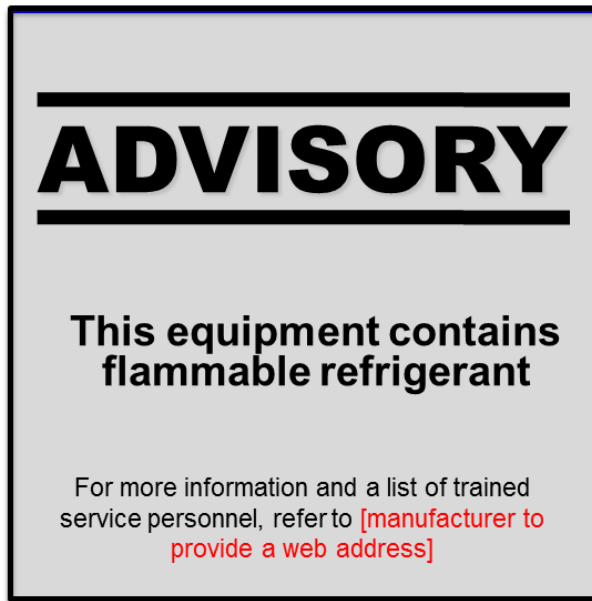 ADVISORY
This equipment contains
flammable refrigerant
For more information and a list of trained
service personnel, refer to [manufacturer to
provide a web address]